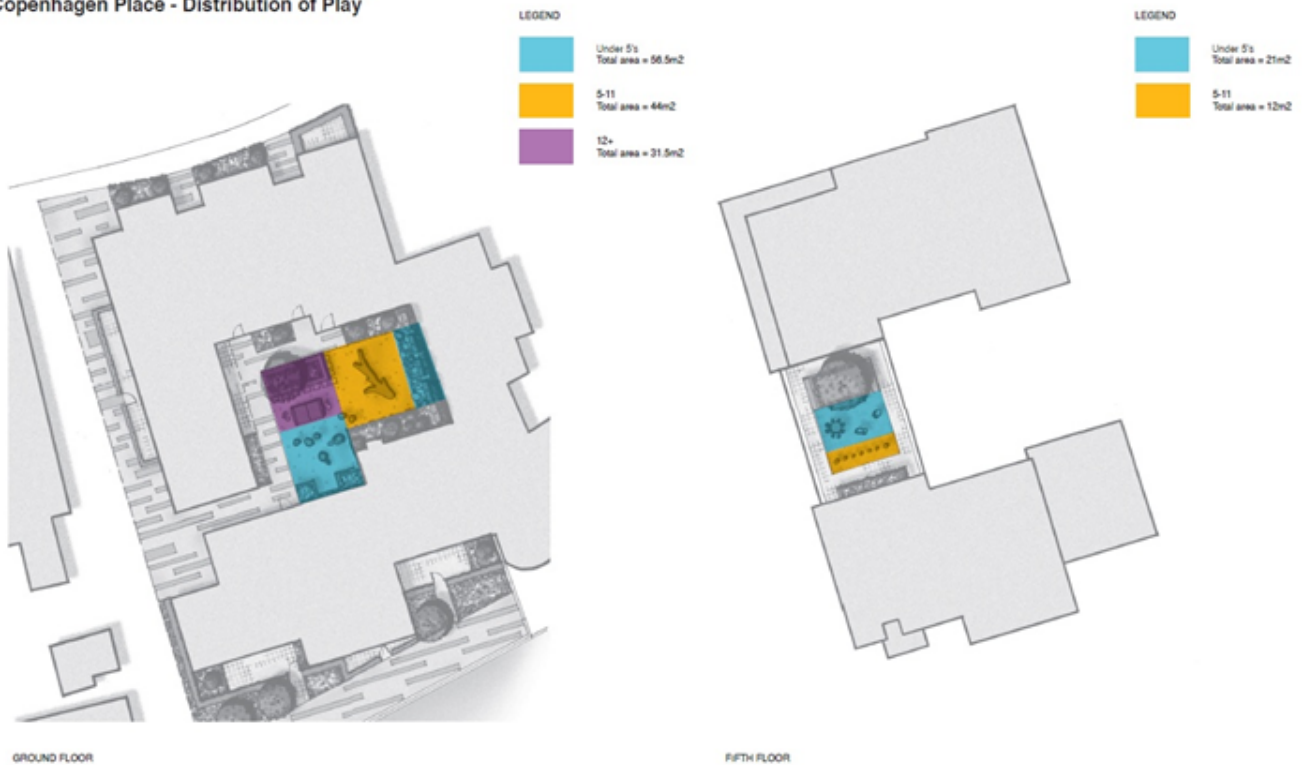 Copenhagen Place - Distribution of Play
LEGEND
Under 5's
Total area = 56.5m2
5-11
Total area = 44m2
12+
Total area = 31.5m2
LEGEND
Under 5's
Total area = 21m2
5-11
Total area = 12m2
GROUND FLOOR
FIFTH FLOOR